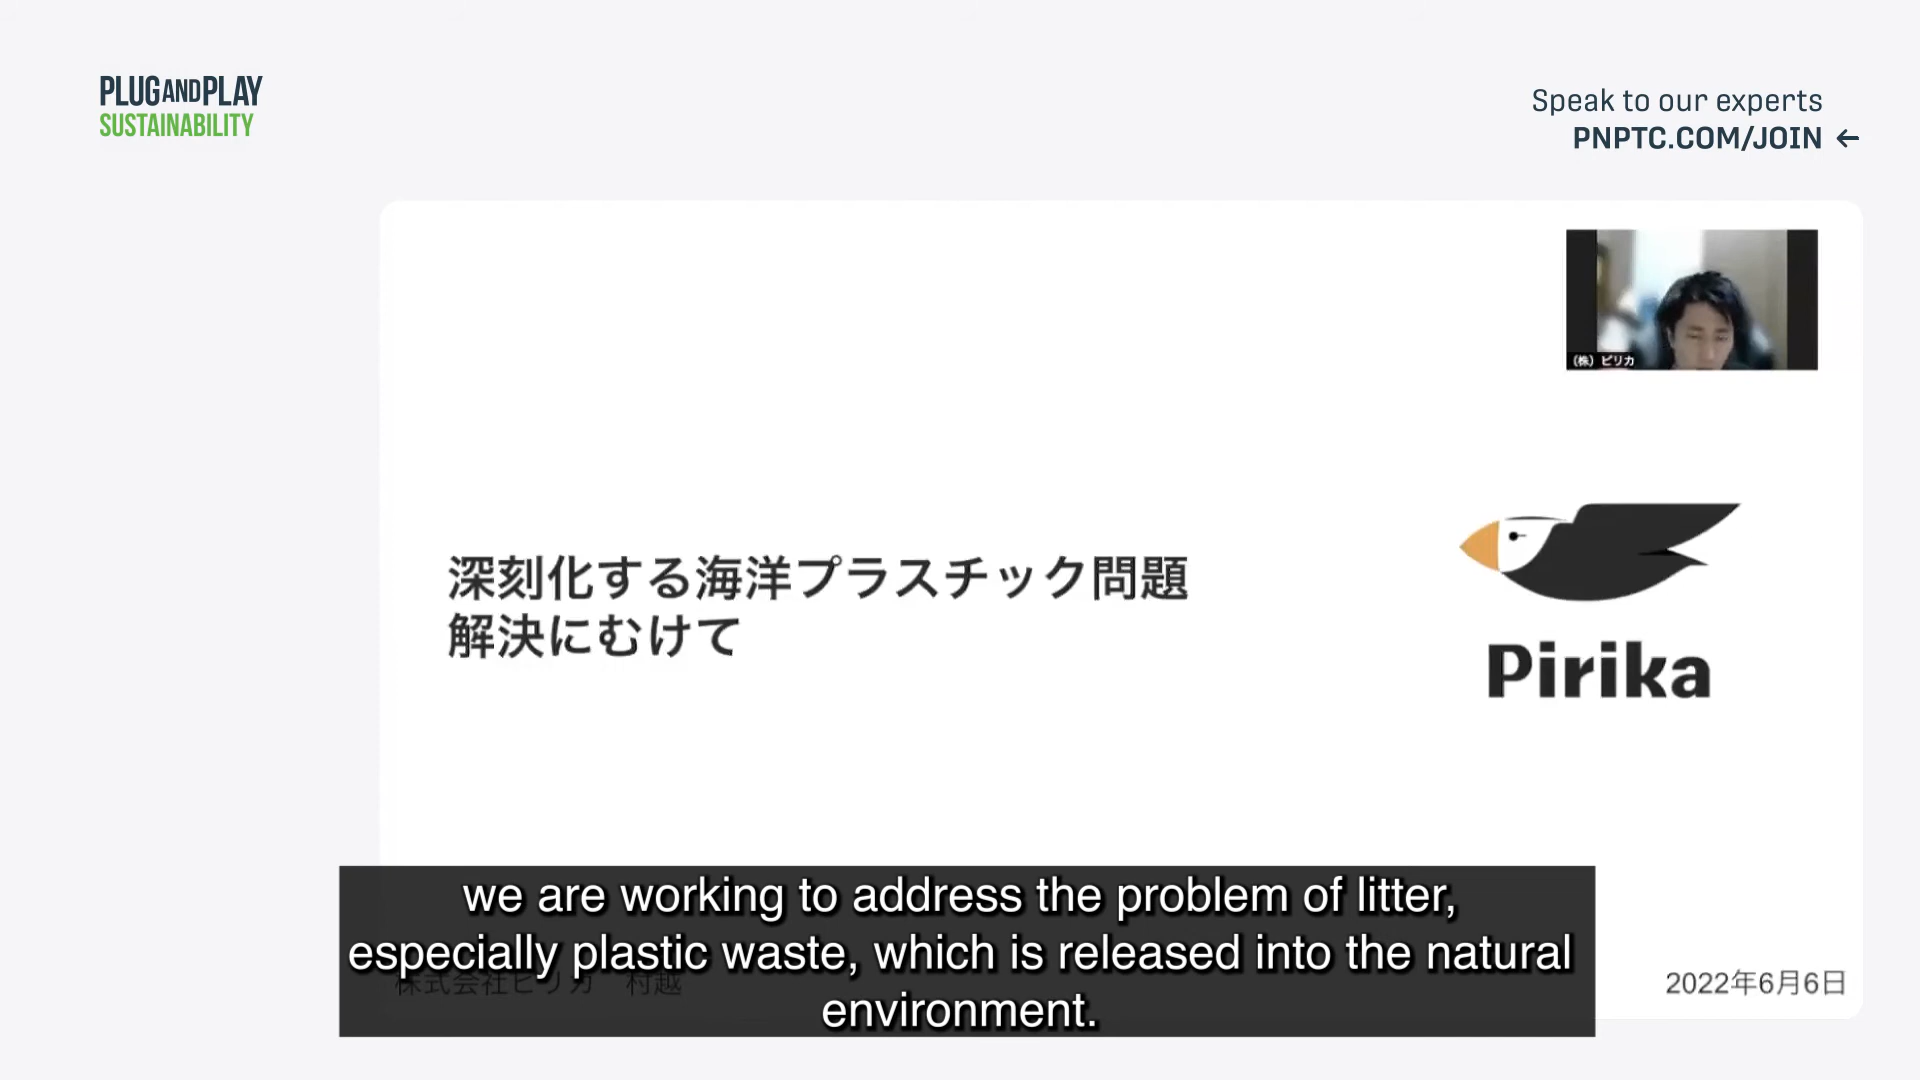 PLUGANDPLAY
SUSTAINABILITY
Speak to our experts
PNPTC.COM/JOIN ←
(株) ピリカ
深刻化する海洋プラスチック問題
解決にむけて
Pirika
we are working to address the problem of litter,
especially plastic waste, which is released into the natural
environment.
株式会社ピリカ 村越
2022年6月6日